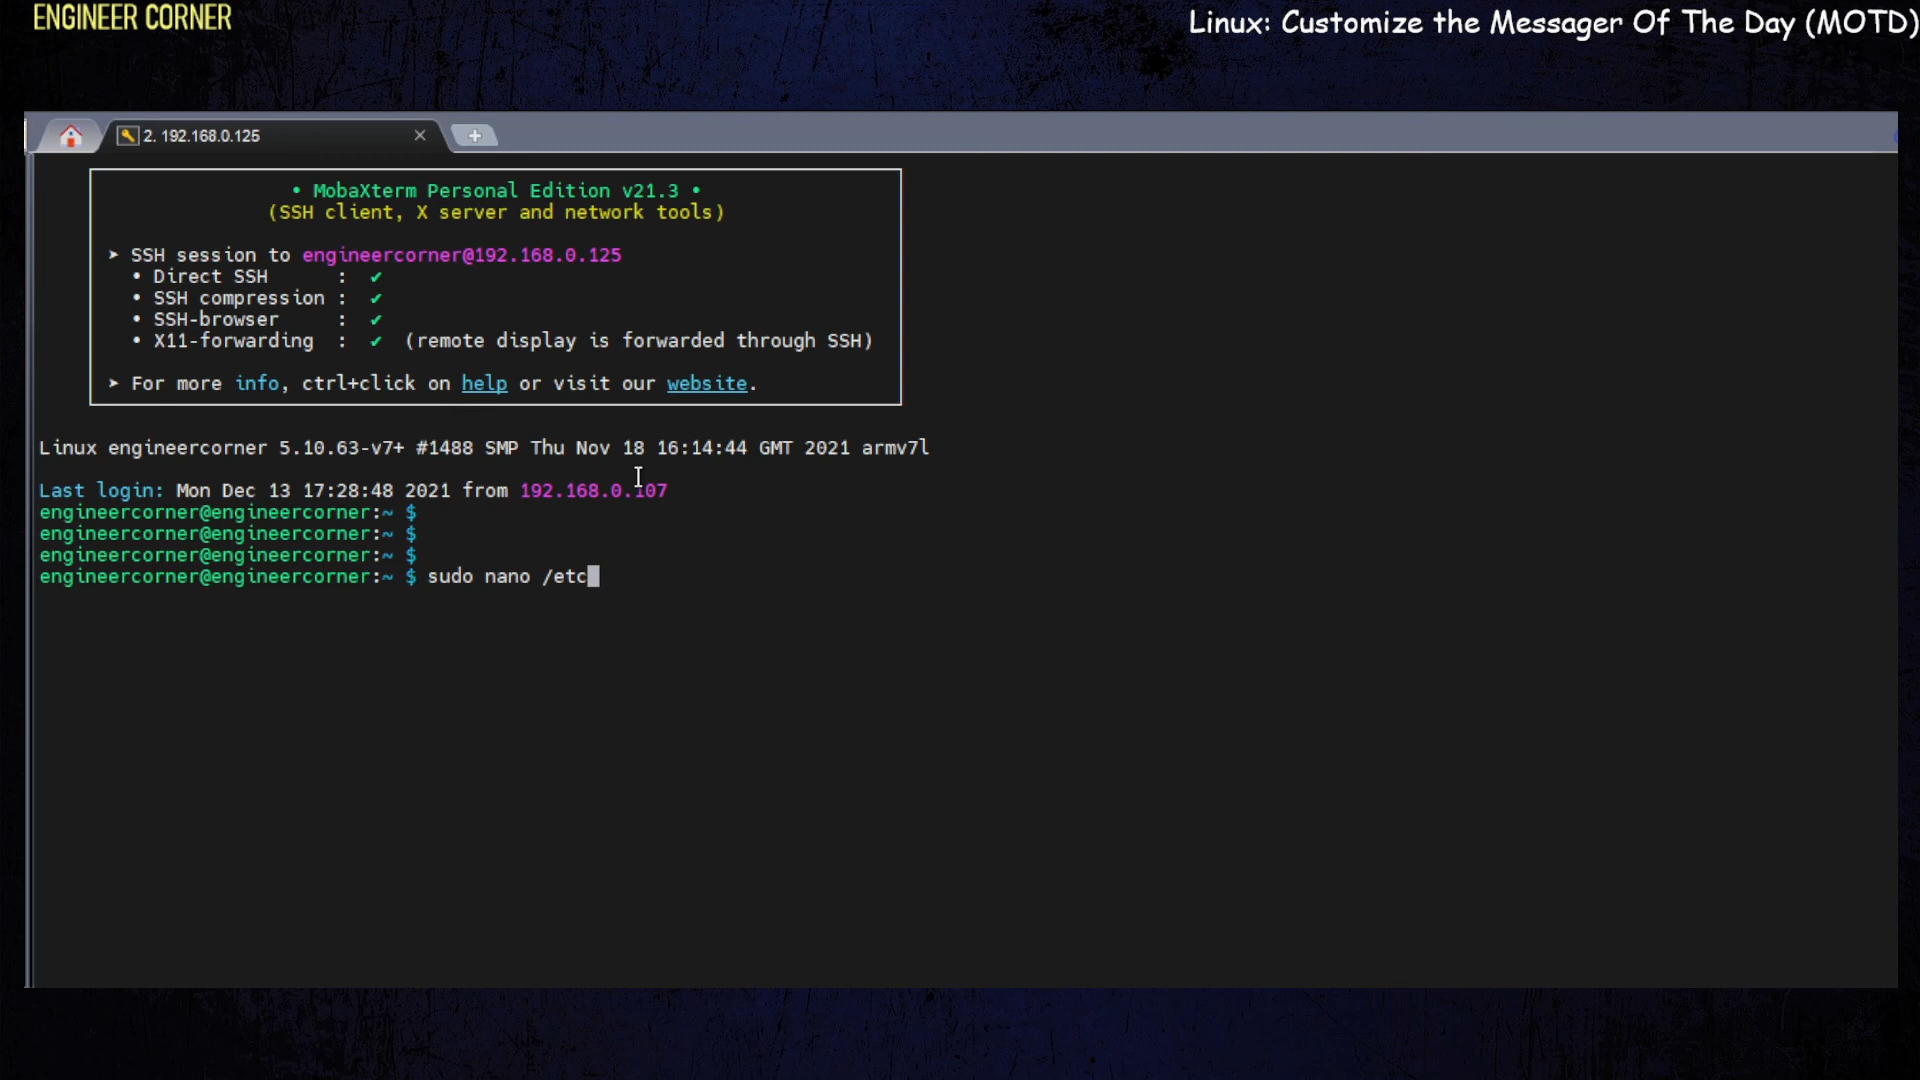 ENGINEER CORNER
Linux: Customize the Messager Of The Day (MOTD)
2. 192.168.0.125
• MobaXterm Personal Edition v21.3 •
(SSH client, X server and network tools)
➤ SSH session to engineercorner@192.168.0.125
• Direct SSH : ✔
• SSH compression : ✔
• SSH-browser : ✔
• X11-forwarding : ✔ (remote display is forwarded through SSH)
➤ For more info, ctrl+click on help or visit our website.
Linux engineercorner 5.10.63-v7+ #1488 SMP Thu Nov 18 16:14:44 GMT 2021 armv7l
Last login: Mon Dec 13 17:28:48 2021 from 192.168.0.107
engineercorner@engineercorner:~ $
engineercorner@engineercorner:~ $
engineercorner@engineercorner:~ $
engineercorner@engineercorner:~ $ sudo nano /etc